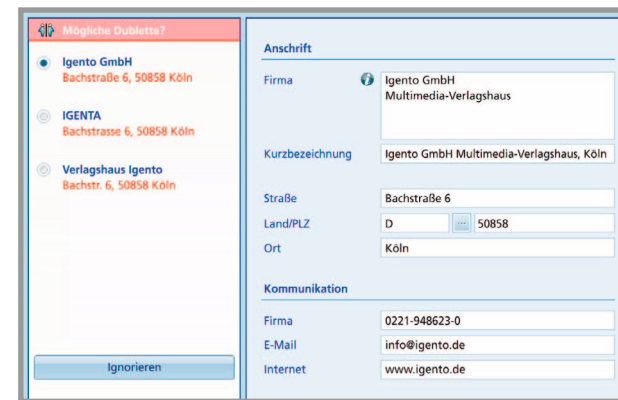 Mögliche Dublette?
Igento GmbH
Bachstraße 6, 50858 Köln
IGENTA
Bachstrasse 6, 50858 Köln
Verlagshaus Igento
Bachstr. 6, 50858 Köln
Ignorieren
Anschrift
Firma
Igento GmbH
Multimedia-Verlagshaus
Kurzbezeichnung
Igento GmbH Multimedia-Verlagshaus, Köln
Straße
Bachstraße 6
Land/PLZ
D
...
50858
Ort
Köln
Kommunikation
Firma
0221-948623-0
E-Mail
info@igento.de
Internet
www.igento.de